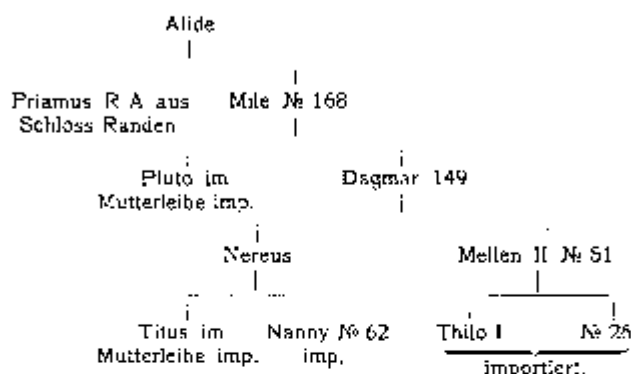 Alide
Priamus R A aus Mile № 168
Schloss Randen
Pluto im Dagmar 149
Mutterleibe imp.
Nereus Mellen II № 51
Titus im Nanny № 62 Thilo I № 25
Mutterleibe imp. imp. importiert.